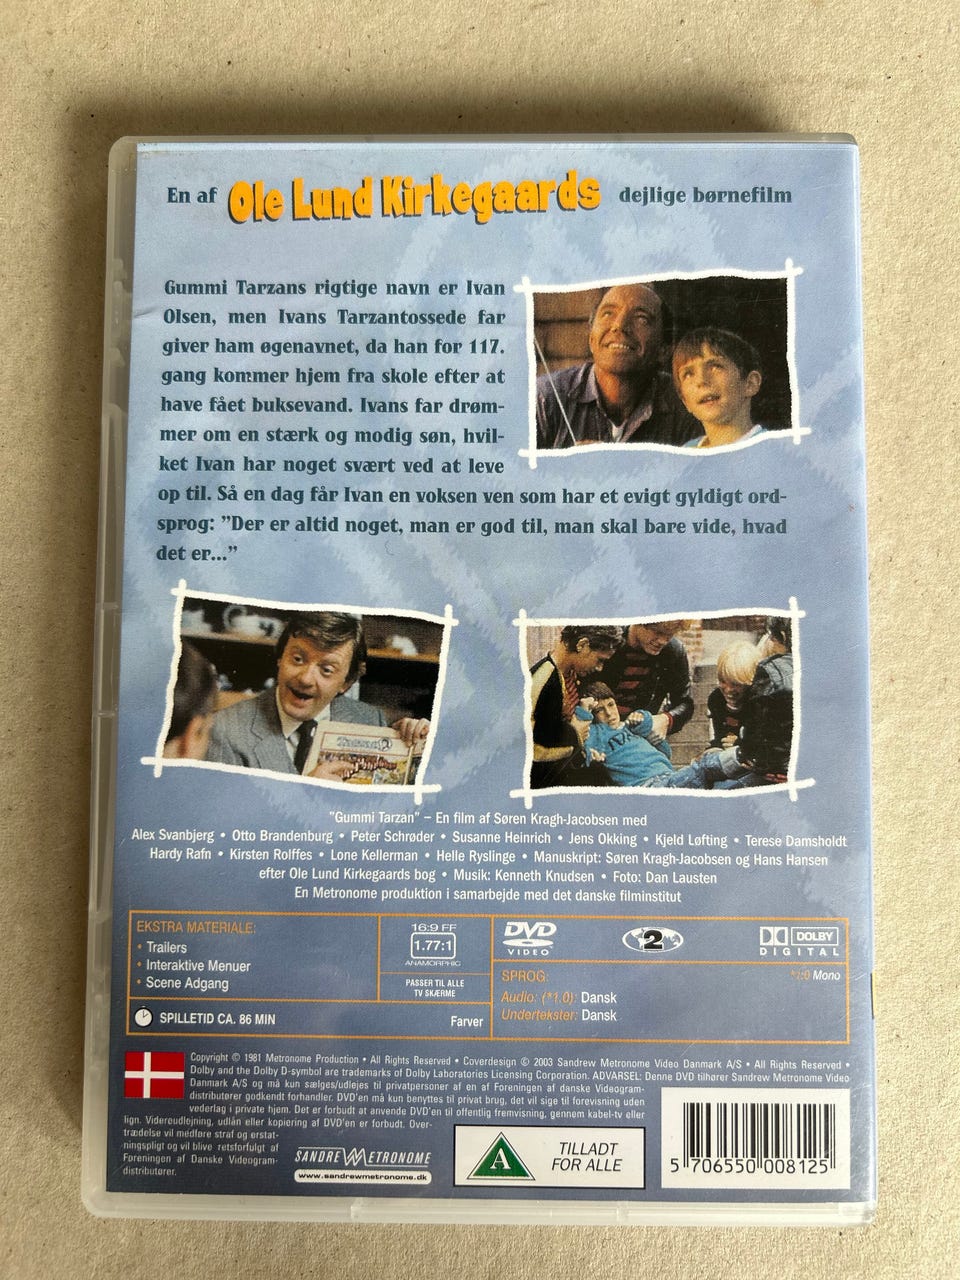 En af Ole Lund Kirkegaards dejlige børnefilm
Gummi Tarzans rigtige navn er Ivan
Olsen, men Ivans Tarzantossede far
giver ham øgenavnet, da han for 117.
gang kommer hjem fra skole efter at
have fået buksevand. Ivans far drøm-
mer om en stærk og modig søn, hvil-
ket Ivan har noget svært ved at leve
op til. Så en dag får Ivan en voksen ven som har et evigt gyldigt ord-
sprog: ”Der er altid noget, man er god til, man skal bare vide, hvad
det er...”
Tarzan
IVAN
”Gummi Tarzan” – En film af Søren Kragh-Jacobsen med
Alex Svanbjerg • Otto Brandenburg • Peter Schrøder • Susanne Heinrich • Jens Okking • Kjeld Løfting • Terese Damsholdt
Hardy Rafn • Kirsten Rolffes • Lone Kellerman • Helle Ryslinge • Manuskript: Søren Kragh-Jacobsen og Hans Hansen
efter Ole Lund Kirkegaards bog • Musik: Kenneth Knudsen • Foto: Dan Lausten
En Metronome produktion i samarbejde med det danske filminstitut
EKSTRA MATERIALE:
• Trailers
• Interaktive Menuer
• Scene Adgang
SPILLETID CA. 86 MIN
Farver
16:9 FF
1.77:1
ANAMORPHIC
PASSER TIL ALLE
TV SKÆRME
DVD
VIDEO
2
DOLBY
DIGITAL
SPROG:
*1:0 Mono
Audio: (*1.0): Dansk
Undertekster: Dansk
Copyright © 1981 Metronome Production • All Rights Reserved • Coverdesign © 2003 Sandrew Metronome Video Danmark A/S • All Rights Reserved •
Dolby and the Dolby D-symbol are trademarks of Dolby Laboratories Licensing Corporation. ADVARSEL: Denne DVD tilhører Sandrew Metronome Video
Danmark A/S og må kun sælges/udlejes til privatpersoner af en af Foreningen af danske Videogram-
distributører godkendt forhandler. DVD'en må kun benyttes til privat brug, det vil sige til forevisning uden
vederlag i private hjem. Det er forbudt at anvende DVD'en til offentlig fremvisning, gennem kabel-tv eller
lign. Videreudlejning, udlån eller kopiering af DVD'en er forbudt. Over-
trædelse vil medføre straf og erstat-
ningspligt og vil blive retsforfulgt af
Foreningen af Danske Videogram-
distributører.
SANDREW METRONOME
www.sandrewmetronome.dk
A
TILLADT
FOR ALLE
5 706550 008125